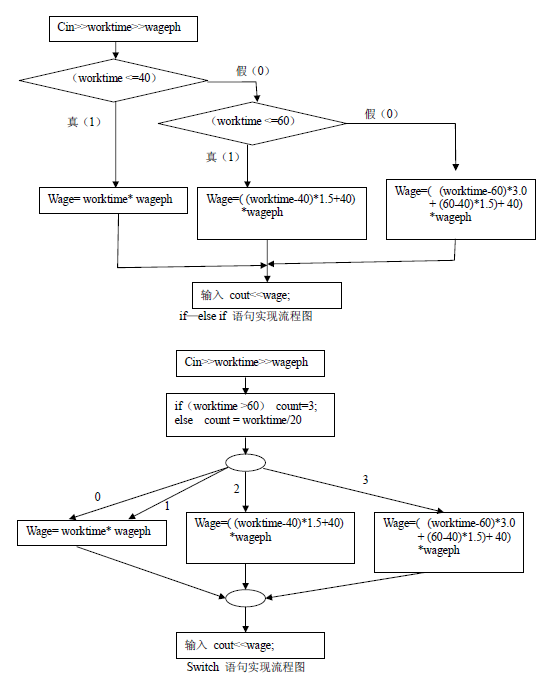 Cin>>worktime>>wageph
（worktime <=40）
假（0）
真（1）
（worktime <=60）
假（0）
真（1）
Wage= worktime* wageph
Wage=( (worktime-40)*1.5+40)
*wageph
Wage=( (worktime-60)*3.0
+ (60-40)*1.5)+ 40)
*wageph
输入 cout<<wage;
if—else if 语句实现流程图
Cin>>worktime>>wageph
if（worktime >60） count=3;
else count = worktime/20
0
1
2
3
Wage= worktime* wageph
Wage=( (worktime-40)*1.5+40)
*wageph
Wage=( (worktime-60)*3.0
+ (60-40)*1.5)+ 40)
*wageph
输入 cout<<wage;
Switch 语句实现流程图